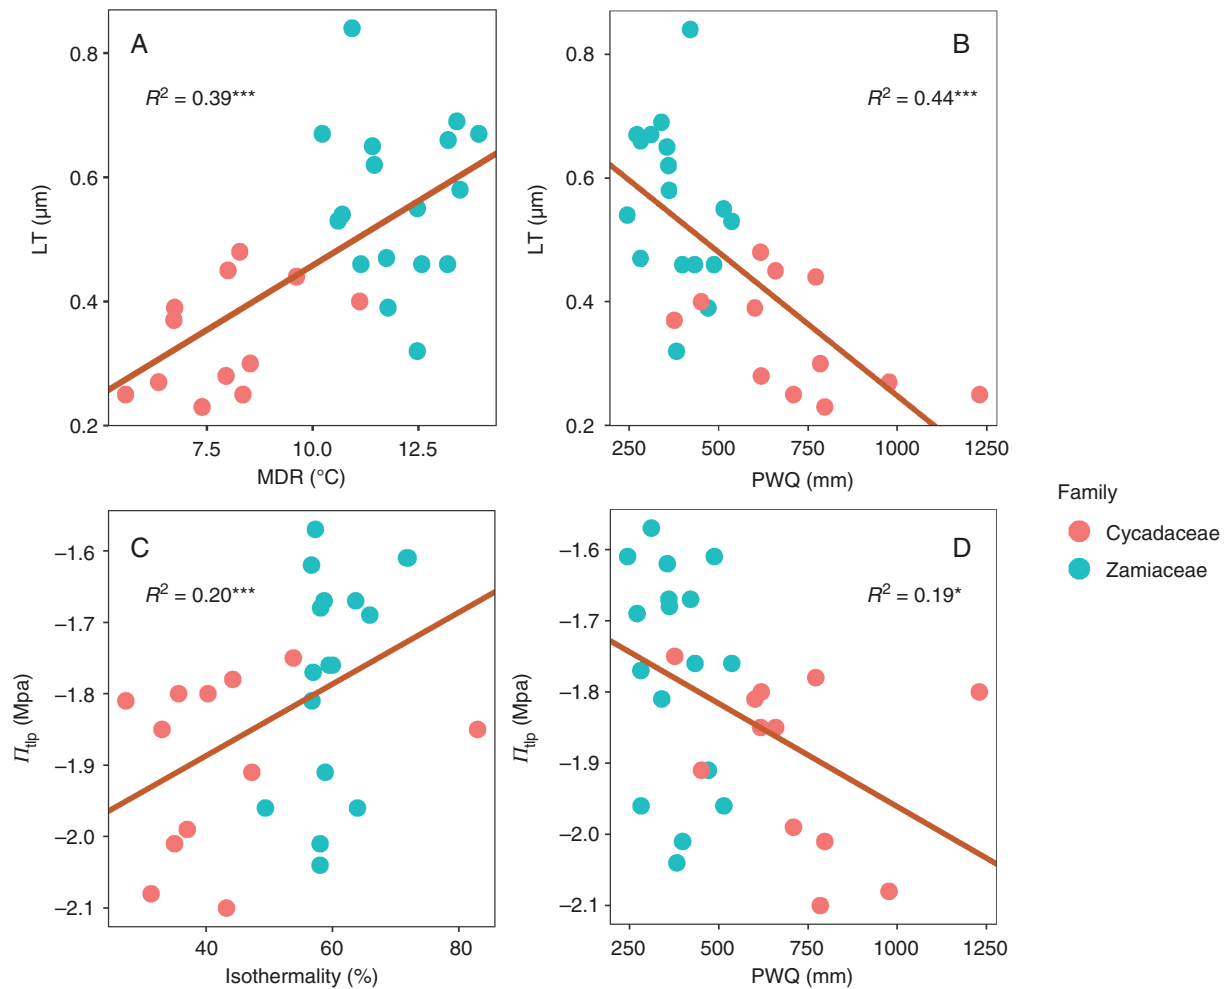 A
R² = 0.39***
LT (μm)
0.8
0.6
0.4
0.2
7.5 10.0 12.5
MDR (°C)
B
R² = 0.44***
LT (μm)
0.8
0.6
0.4
0.2
250 500 750 1000 1250
PWQ (mm)
Family
Cycadaceae
Zamiaceae
C
R² = 0.20***
Π tlp (Mpa)
−1.6
−1.7
−1.8
−1.9
−2.0
−2.1
40 60 80
Isothermality (%)
D
R² = 0.19*
Π tlp (Mpa)
−1.6
−1.7
−1.8
−1.9
−2.0
−2.1
250 500 750 1000 1250
PWQ (mm)